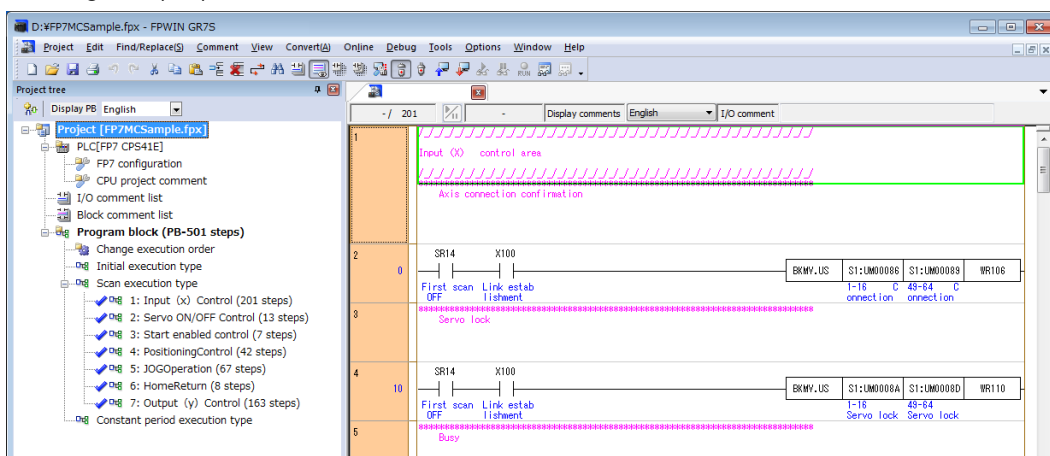 D:¥FP7MCSample.fpx - FPWIN GR7S
Project Edit Find/Replace(S) Comment View Convert(A) Online Debug Tools Options Window Help
Project tree
Display PB English
Project [FP7MCSample.fpx]
PLC[FP7 CPS41E]
FP7 configuration
CPU project comment
I/O comment list
Block comment list
Program block (PB-501 steps)
Change execution order
Initial execution type
Scan execution type
1: Input (x) Control (201 steps)
2: Servo ON/OFF Control (13 steps)
3: Start enabled control (7 steps)
4: PositioningControl (42 steps)
5: JOGOperation (67 steps)
6: HomeReturn (8 steps)
7: Output (y) Control (163 steps)
Constant period execution type
- / 201 - Display comments English I/O comment
1
Input (X) control area
Axis connection confirmation
2
SR14 X100
0 BKMV.US S1:UM00086 S1:UM00089 WR106
First scan Link estab 1-16 C 49-64 C
OFF lishment onnection onnection
3
Servo lock
4
SR14 X100
10 BKMV.US S1:UM0008A S1:UM0008D WR110
First scan Link estab 1-16 49-64
OFF lishment Servo lock Servo lock
5
Busy